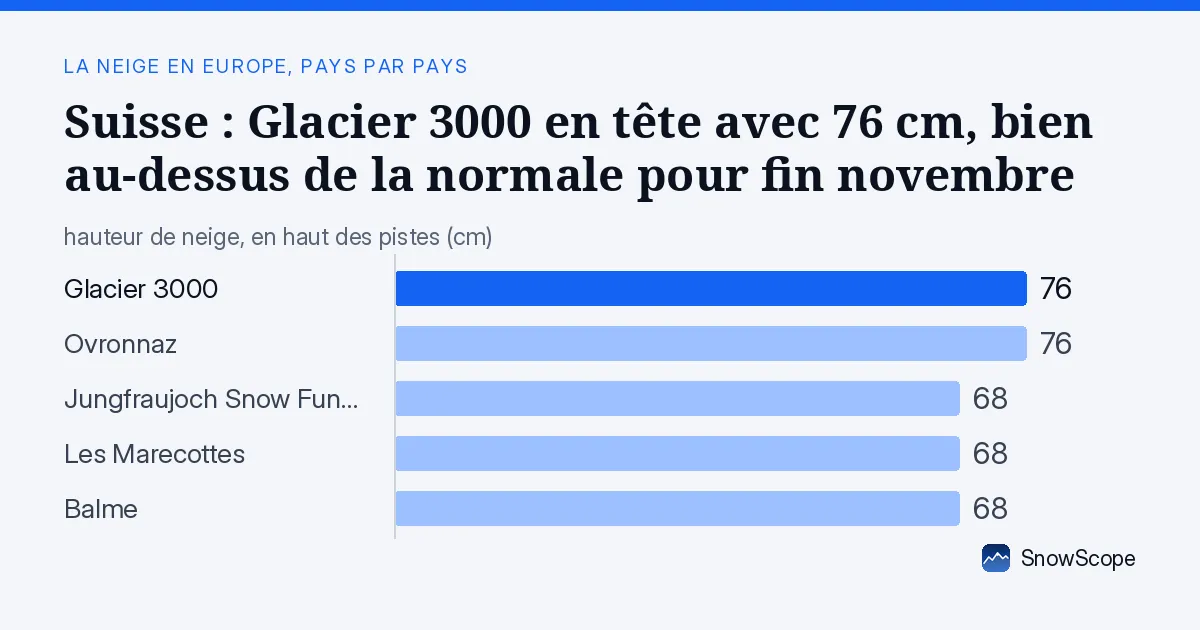 LA NEIGE EN EUROPE, PAYS PAR PAYS
Suisse : Glacier 3000 en tête avec 76 cm, bien
au-dessus de la normale pour fin novembre
hauteur de neige, en haut des pistes (cm)
Glacier 3000 76
Ovronnaz 76
Jungfraujoch Snow Fun... 68
Les Marecottes 68
Balme 68
SnowScope